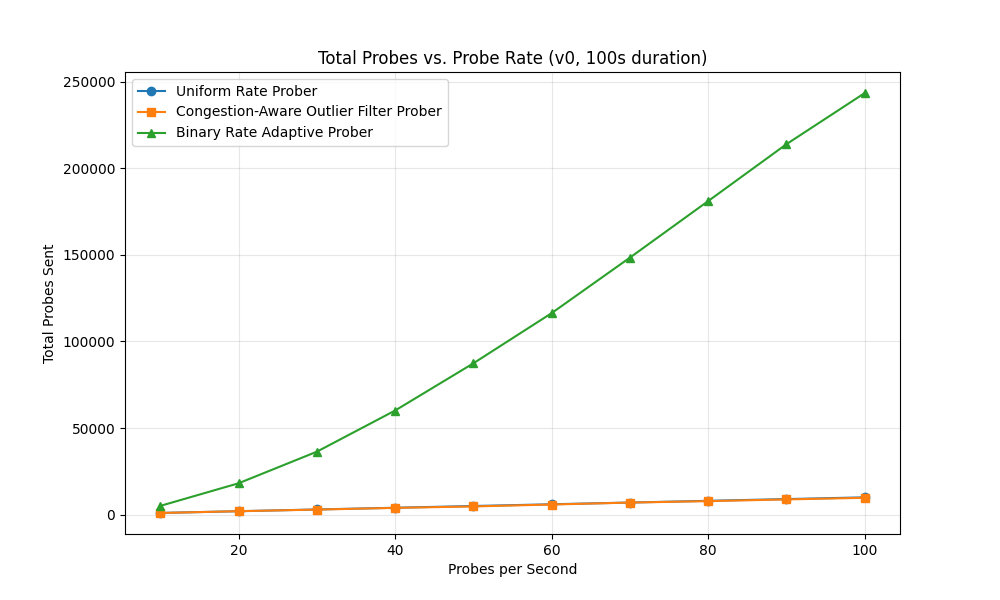 Total Probes vs. Probe Rate (v0, 100s duration)
Uniform Rate Prober
Congestion-Aware Outlier Filter Prober
Binary Rate Adaptive Prober
Total Probes Sent
250000
200000
150000
100000
50000
0
20 40 60 80 100
Probes per Second